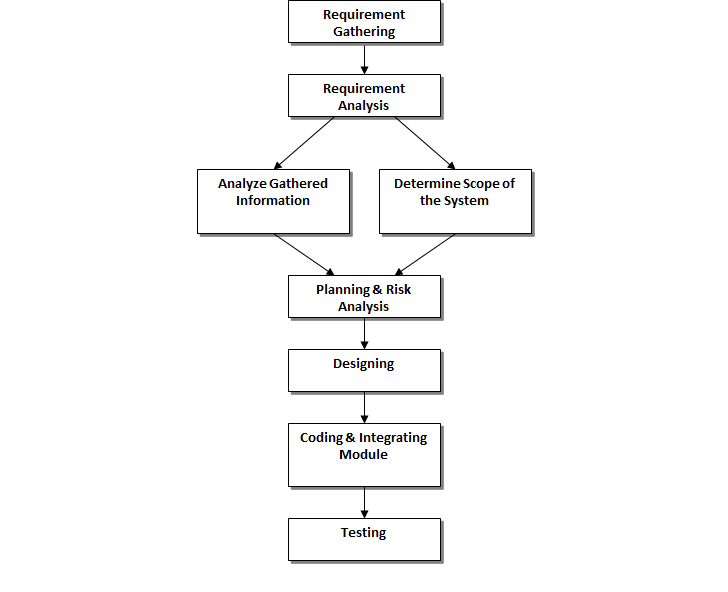 Requirement
Gathering
Requirement
Analysis
Analyze Gathered
Information
Determine Scope of
the System
Planning & Risk
Analysis
Designing
Coding & Integrating
Module
Testing